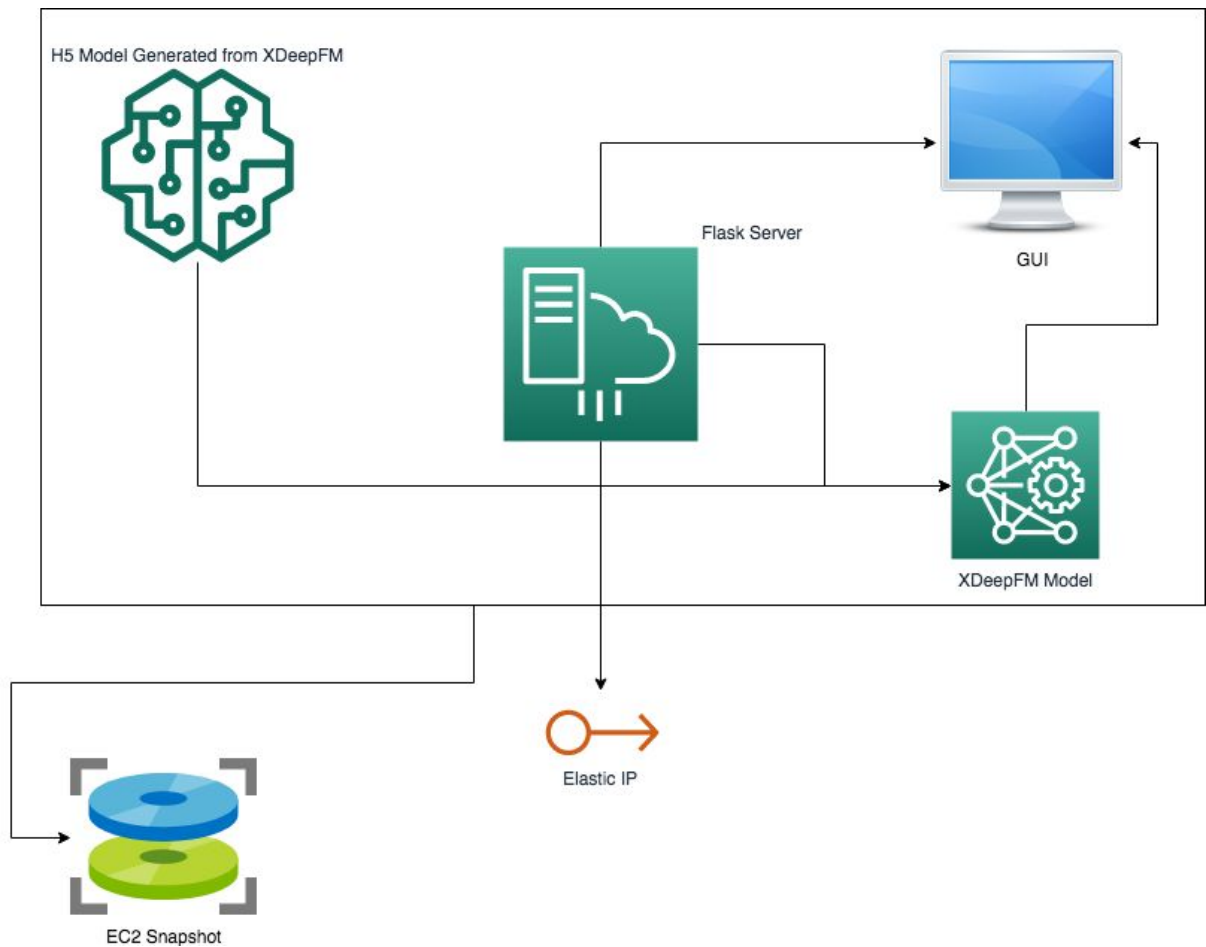 H5 Model Generated from XDeepFM
Flask Server
GUI
XDeepFM Model
Elastic IP
EC2 Snapshot